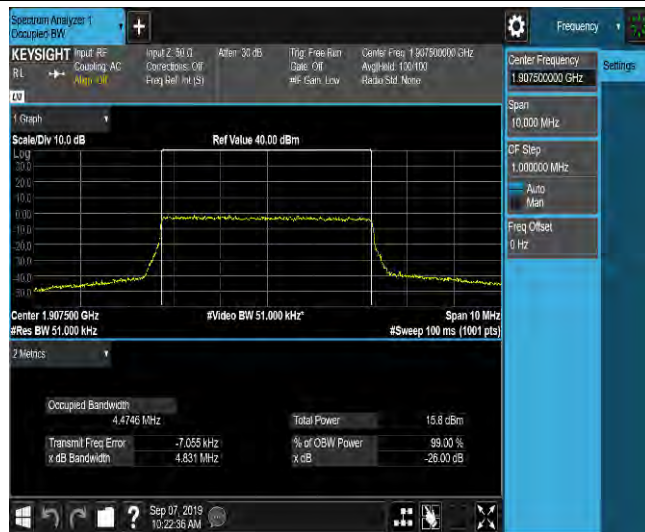 Spectrum Analyzer 1
Occupied BW
+
Frequency
KEYSIGHT
RL
Input: RF
Coupling: AC
Align: Off
Input Z: 50 Ω
Corrections: Off
Freq Ref: Int (S)
Atten: 30 dB
Trig: Free Run
Gate: Off
#IF Gain: Low
Center Freq: 1.907500000 GHz
Avg|Hold: 100/100
Radio Std: None
Center Frequency
1.907500000 GHz
Settings
Span
10.000 MHz
CF Step
1.000000 MHz
Auto
Man
Freq Offset
0 Hz
1 Graph
Scale/Div 10.0 dB
Ref Value 40.00 dBm
Log
30.0
20.0
10.0
0.00
-10.0
-20.0
-30.0
-40.0
-50.0
Center 1.907500 GHz
#Video BW 51.000 kHz*
Span 10 MHz
#Res BW 51.000 kHz
#Sweep 100 ms (1001 pts)
2 Metrics
Occupied Bandwidth
4.4746 MHz
Total Power
15.8 dBm
Transmit Freq Error
-7.055 kHz
% of OBW Power
99.00 %
x dB Bandwidth
4.831 MHz
x dB
-26.00 dB
?
Sep 07, 2019
10:22:36 AM